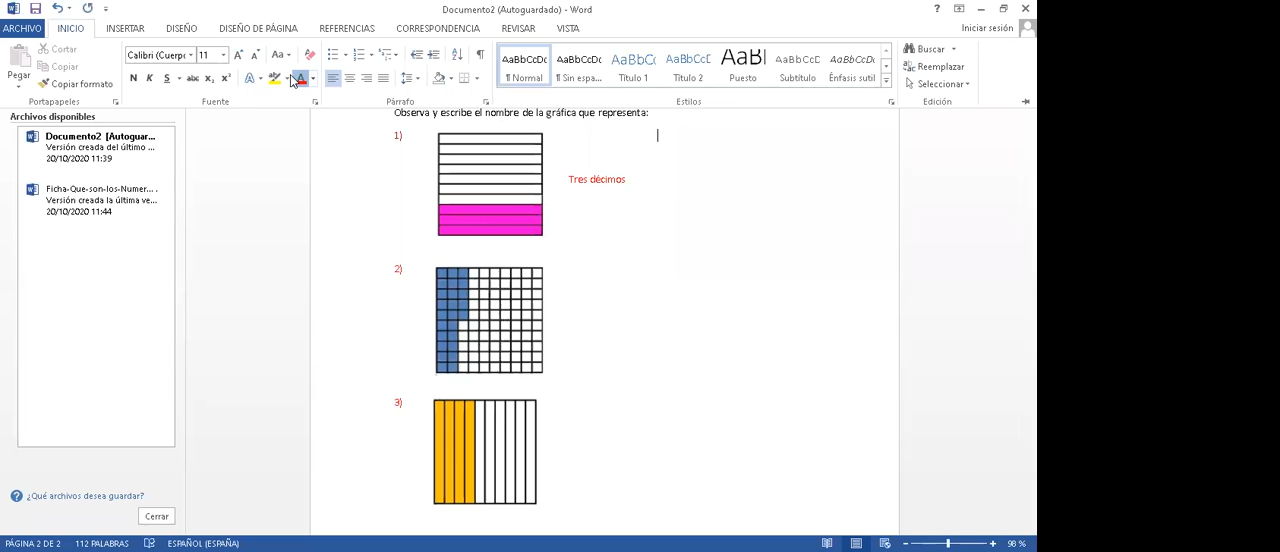 Documento2 (Autoguardado) - Word
?
ARCHIVO INICIO INSERTAR DISEÑO DISEÑO DE PÁGINA REFERENCIAS CORRESPONDENCIA REVISAR VISTA Iniciar sesión
Pegar
Cortar
Copiar
Copiar formato
Portapapeles
Calibri (Cuerpo 11
Aa
N K S abc x₂ x²
Fuente
Párrafo
AaBbCcDc AaBbCcDc AaBbCc AaBbCcC AaBl AaBbCcD AaBbCcDc
¶ Normal ¶ Sin espa... Título 1 Título 2 Puesto Subtítulo Énfasis sutil
Estilos
Buscar
Reemplazar
Seleccionar
Edición
Archivos disponibles
Documento2 [Autoguar...
Versión creada del último ...
20/10/2020 11:39
Ficha-Que-son-los-Numer... .
Versión creada la última ve...
20/10/2020 11:44
¿Qué archivos desea guardar?
Cerrar
Observa y escribe el nombre de la gráfica que representa:
1)
Tres décimos
2)
3)
PÁGINA 2 DE 2 112 PALABRAS ESPAÑOL (ESPAÑA) 98 %